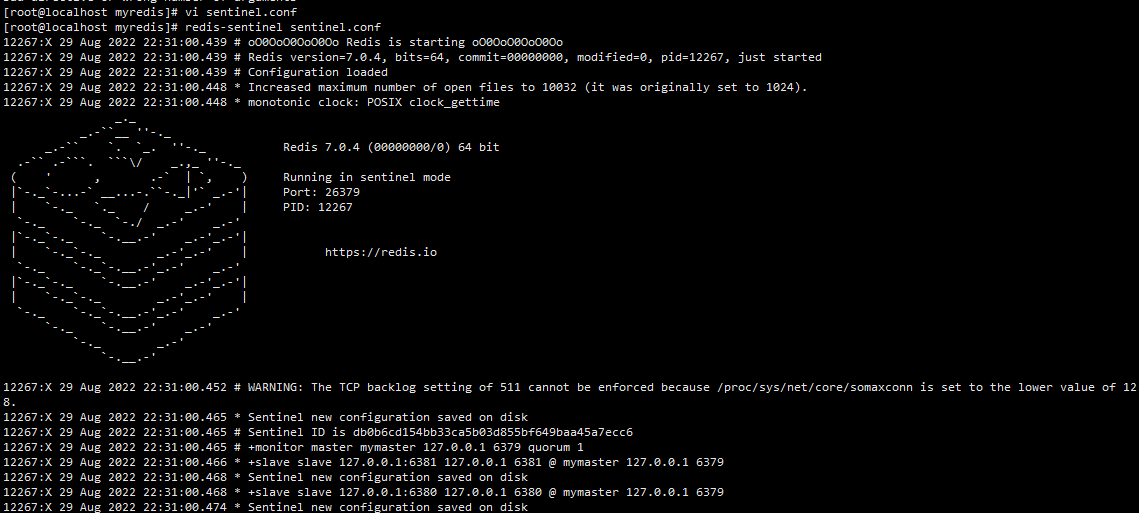 [root@localhost myredis]# vi sentinel.conf
[root@localhost myredis]# redis-sentinel sentinel.conf
12267:X 29 Aug 2022 22:31:00.439 # oO0OoO0OoO0Oo Redis is starting oO0OoO0OoO0Oo
12267:X 29 Aug 2022 22:31:00.439 # Redis version=7.0.4, bits=64, commit=00000000, modified=0, pid=12267, just started
12267:X 29 Aug 2022 22:31:00.439 # Configuration loaded
12267:X 29 Aug 2022 22:31:00.448 * Increased maximum number of open files to 10032 (it was originally set to 1024).
12267:X 29 Aug 2022 22:31:00.448 * monotonic clock: POSIX clock_gettime
Redis 7.0.4 (00000000/0) 64 bit
Running in sentinel mode
Port: 26379
PID: 12267
https://redis.io
12267:X 29 Aug 2022 22:31:00.452 # WARNING: The TCP backlog setting of 511 cannot be enforced because /proc/sys/net/core/somaxconn is set to the lower value of 12
8.
12267:X 29 Aug 2022 22:31:00.465 * Sentinel new configuration saved on disk
12267:X 29 Aug 2022 22:31:00.465 # Sentinel ID is db0b6cd154bb33ca5b03d855bf649baa45a7ecc6
12267:X 29 Aug 2022 22:31:00.465 # +monitor master mymaster 127.0.0.1 6379 quorum 1
12267:X 29 Aug 2022 22:31:00.466 * +slave slave 127.0.0.1:6381 127.0.0.1 6381 @ mymaster 127.0.0.1 6379
12267:X 29 Aug 2022 22:31:00.468 * Sentinel new configuration saved on disk
12267:X 29 Aug 2022 22:31:00.468 * +slave slave 127.0.0.1:6380 127.0.0.1 6380 @ mymaster 127.0.0.1 6379
12267:X 29 Aug 2022 22:31:00.474 * Sentinel new configuration saved on disk